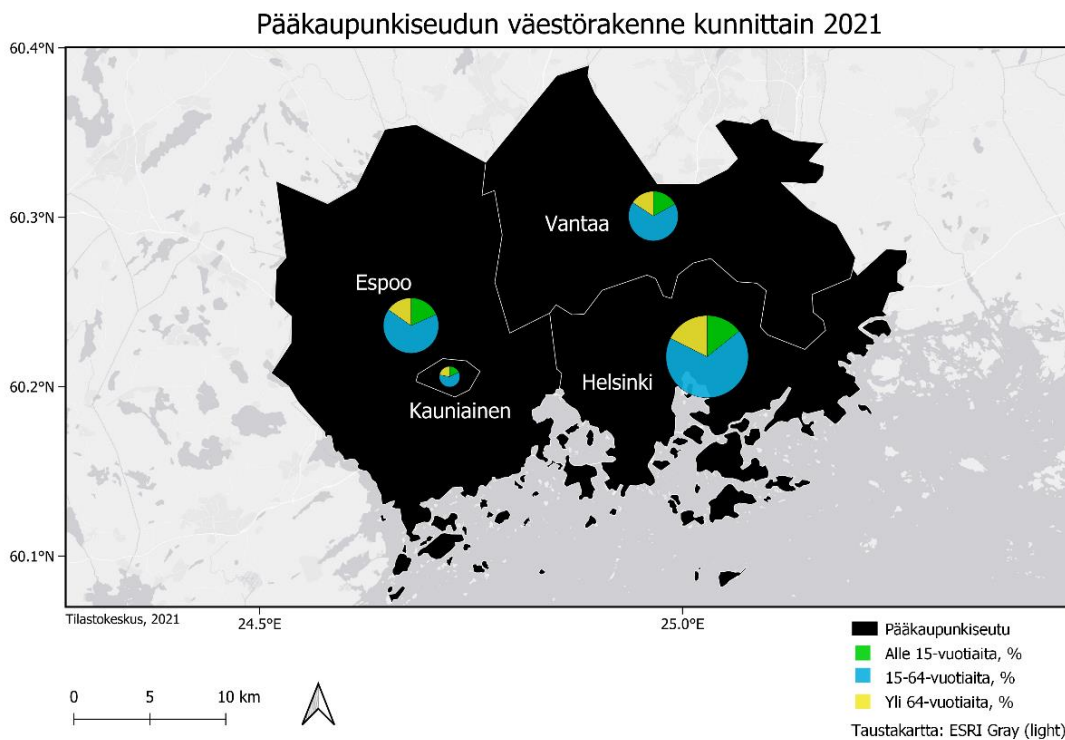 Pääkaupunkiseudun väestörakenne kunnittain 2021
60.4°N
60.3°N
Vantaa
Espoo
60.2°N
Helsinki
Kauniainen
60.1°N
Tilastokeskus, 2021
24.5°E
25.0°E
Pääkaupunkiseutu
Alle 15-vuotiaita, %
15-64-vuotiaita, %
Yli 64-vuotiaita, %
0 5 10 km
Taustakartta: ESRI Gray (light)